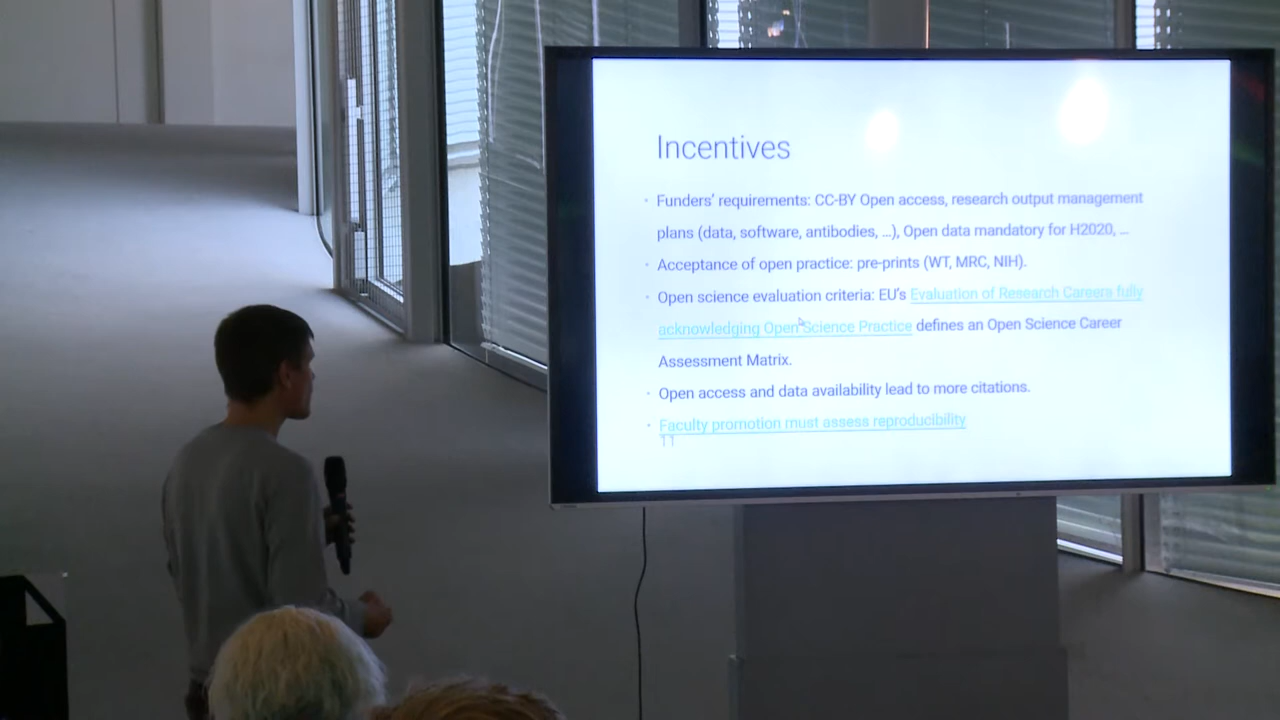 Incentives
Funders' requirements: CC-BY Open access, research output management
plans (data, software, antibodies, ...), Open data mandatory for H2020, ...
Acceptance of open practice: pre-prints (WT, MRC, NIH).
Open science evaluation criteria: EU's Evaluation of Research Careers fully
acknowledging Open Science Practice defines an Open Science Career
Assessment Matrix.
Open access and data availability lead to more citations.
Faculty promotion must assess reproducibility
11